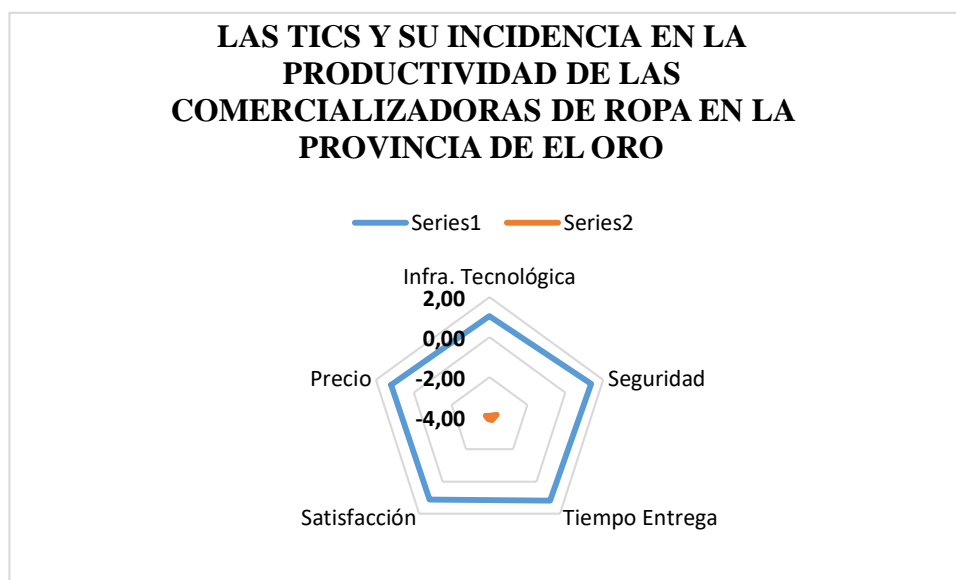 LAS TICS Y SU INCIDENCIA EN LA
PRODUCTIVIDAD DE LAS
COMERCIALIZADORAS DE ROPA EN LA
PROVINCIA DE EL ORO
Series1 Series2
Infra. Tecnológica
2,00
0,00
Precio Seguridad
-2,00
-4,00
Satisfacción Tiempo Entrega